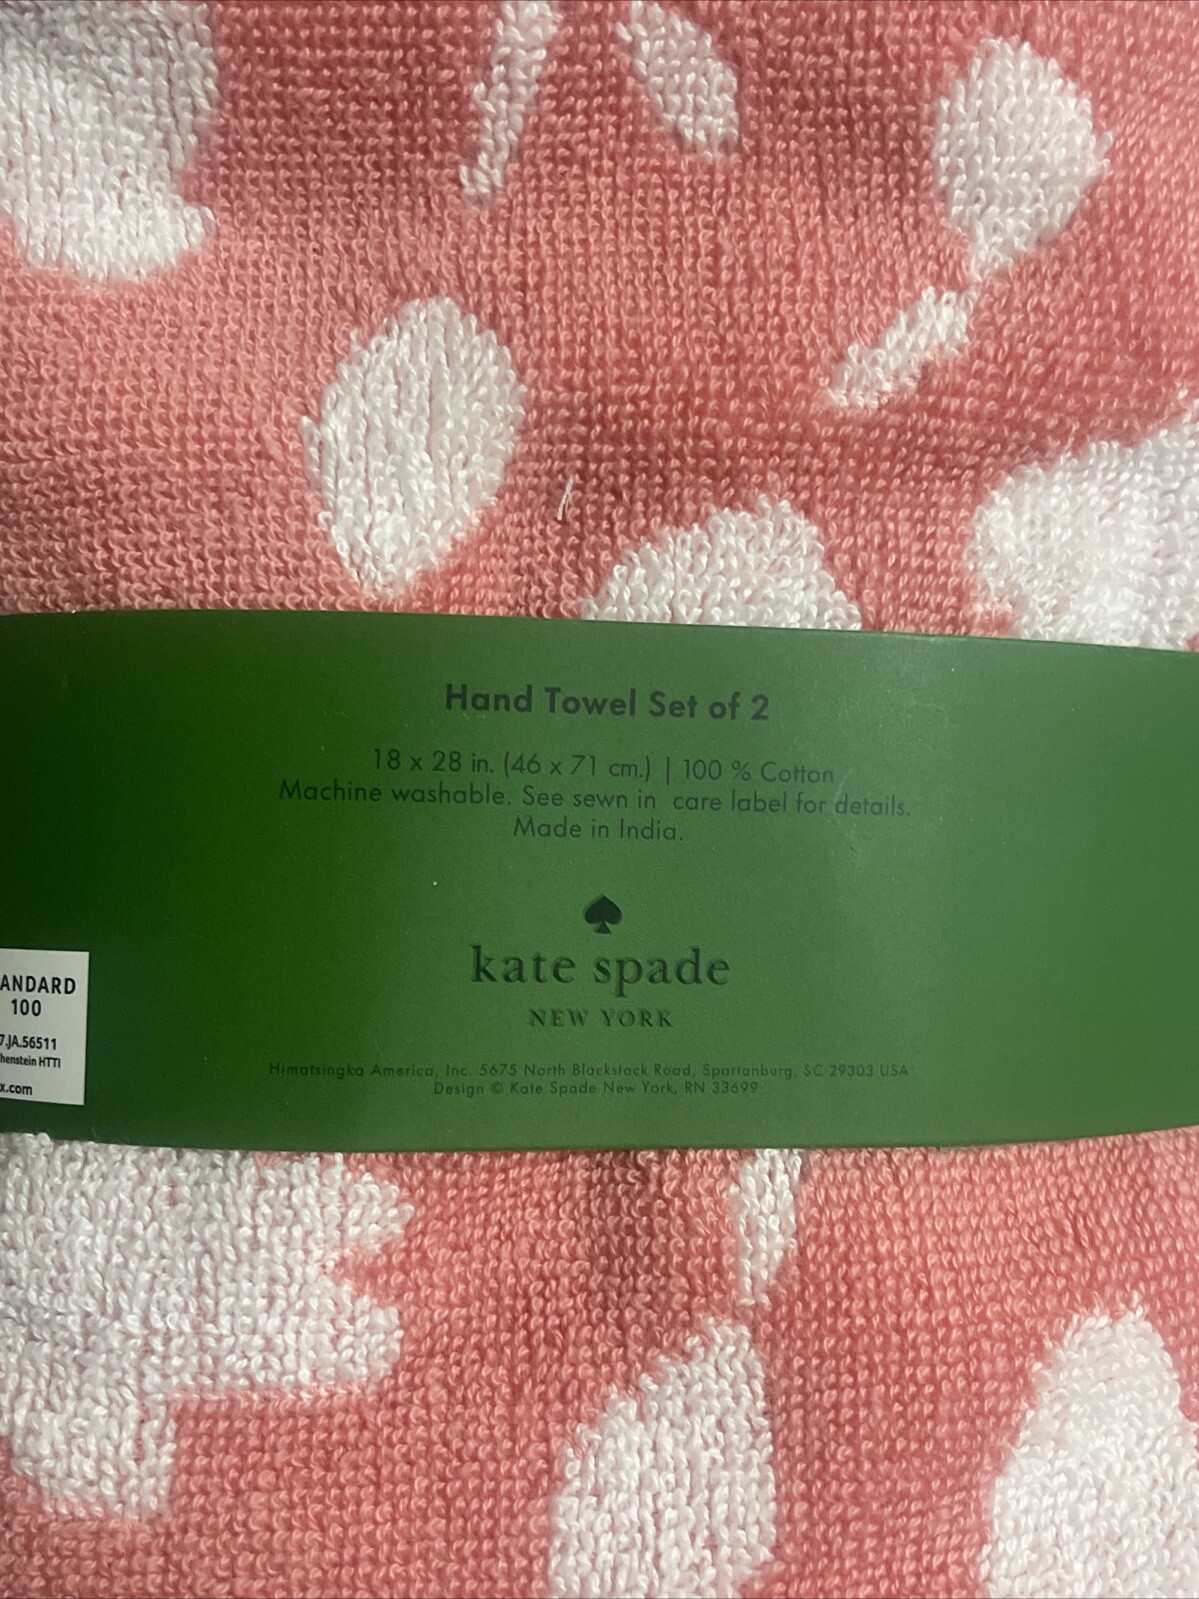 Hand Towel Set of 2
18 x 28 in. (46 x 71 cm.) | 100 % Cotton
Machine washable. See sewn in care label for details.
Made in India.
kate spade
NEW YORK
Himatsingka America, Inc. 5675 North Blackstock Road, Spartanburg, SC 29303 USA
Design © Kate Spade New York, RN 33699
ANDARD
100
7.JA.56511
henstein HTTI
x.com